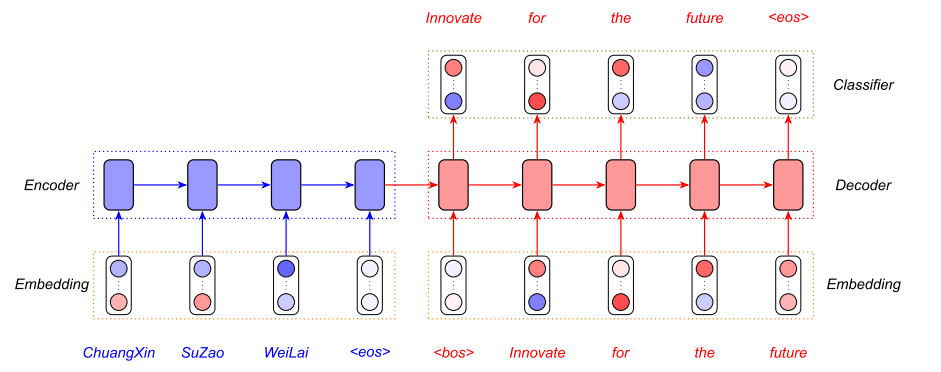 Innovate for the future <eos>
Classifier
Encoder
Decoder
Embedding
Embedding
ChuangXin SuZao WeiLai <eos> <bos> Innovate for the future